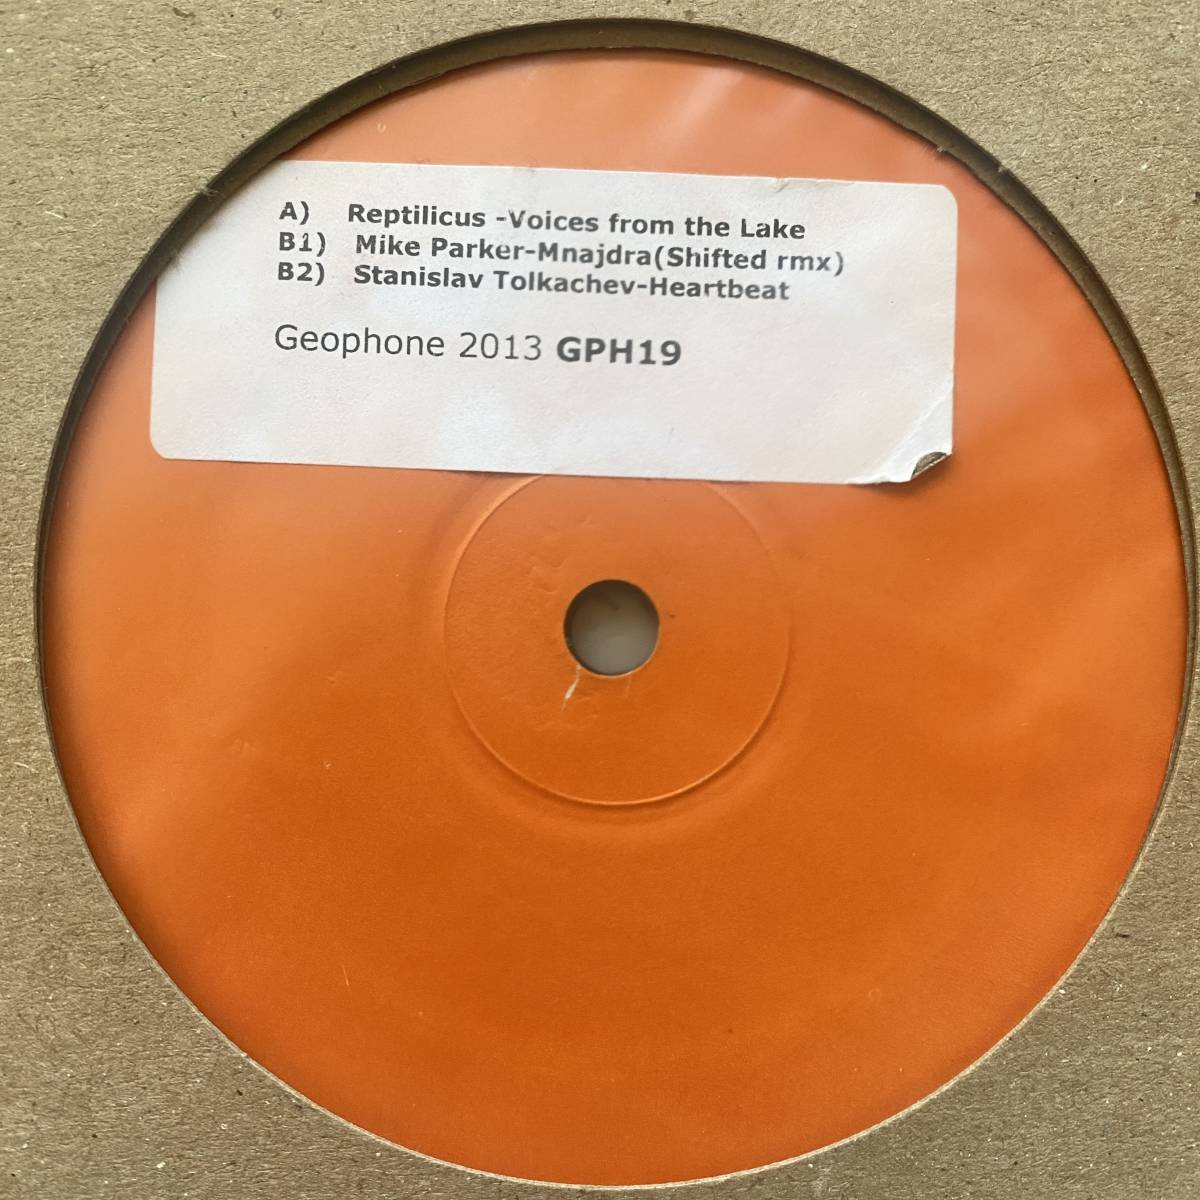 A) Reptilicus -Voices from the Lake
B1) Mike Parker-Mnajdra(Shifted rmx)
B2) Stanislav Tolkachev-Heartbeat
Geophone 2013 GPH19